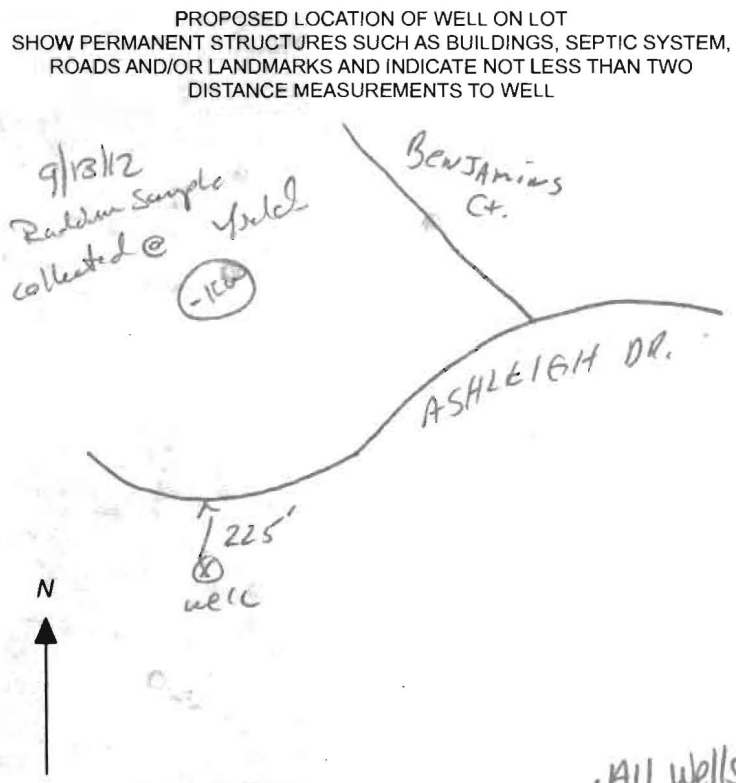 PROPOSED LOCATION OF WELL ON LOT
SHOW PERMANENT STRUCTURES SUCH AS BUILDINGS, SEPTIC SYSTEM,
ROADS AND/OR LANDMARKS AND INDICATE NOT LESS THAN TWO
DISTANCE MEASUREMENTS TO WELL
9/13/12
Radium Sample
collected @ yield
BENJAMINS
Ct.
ASHLEIGH DR.
225'
well
N
All Wells